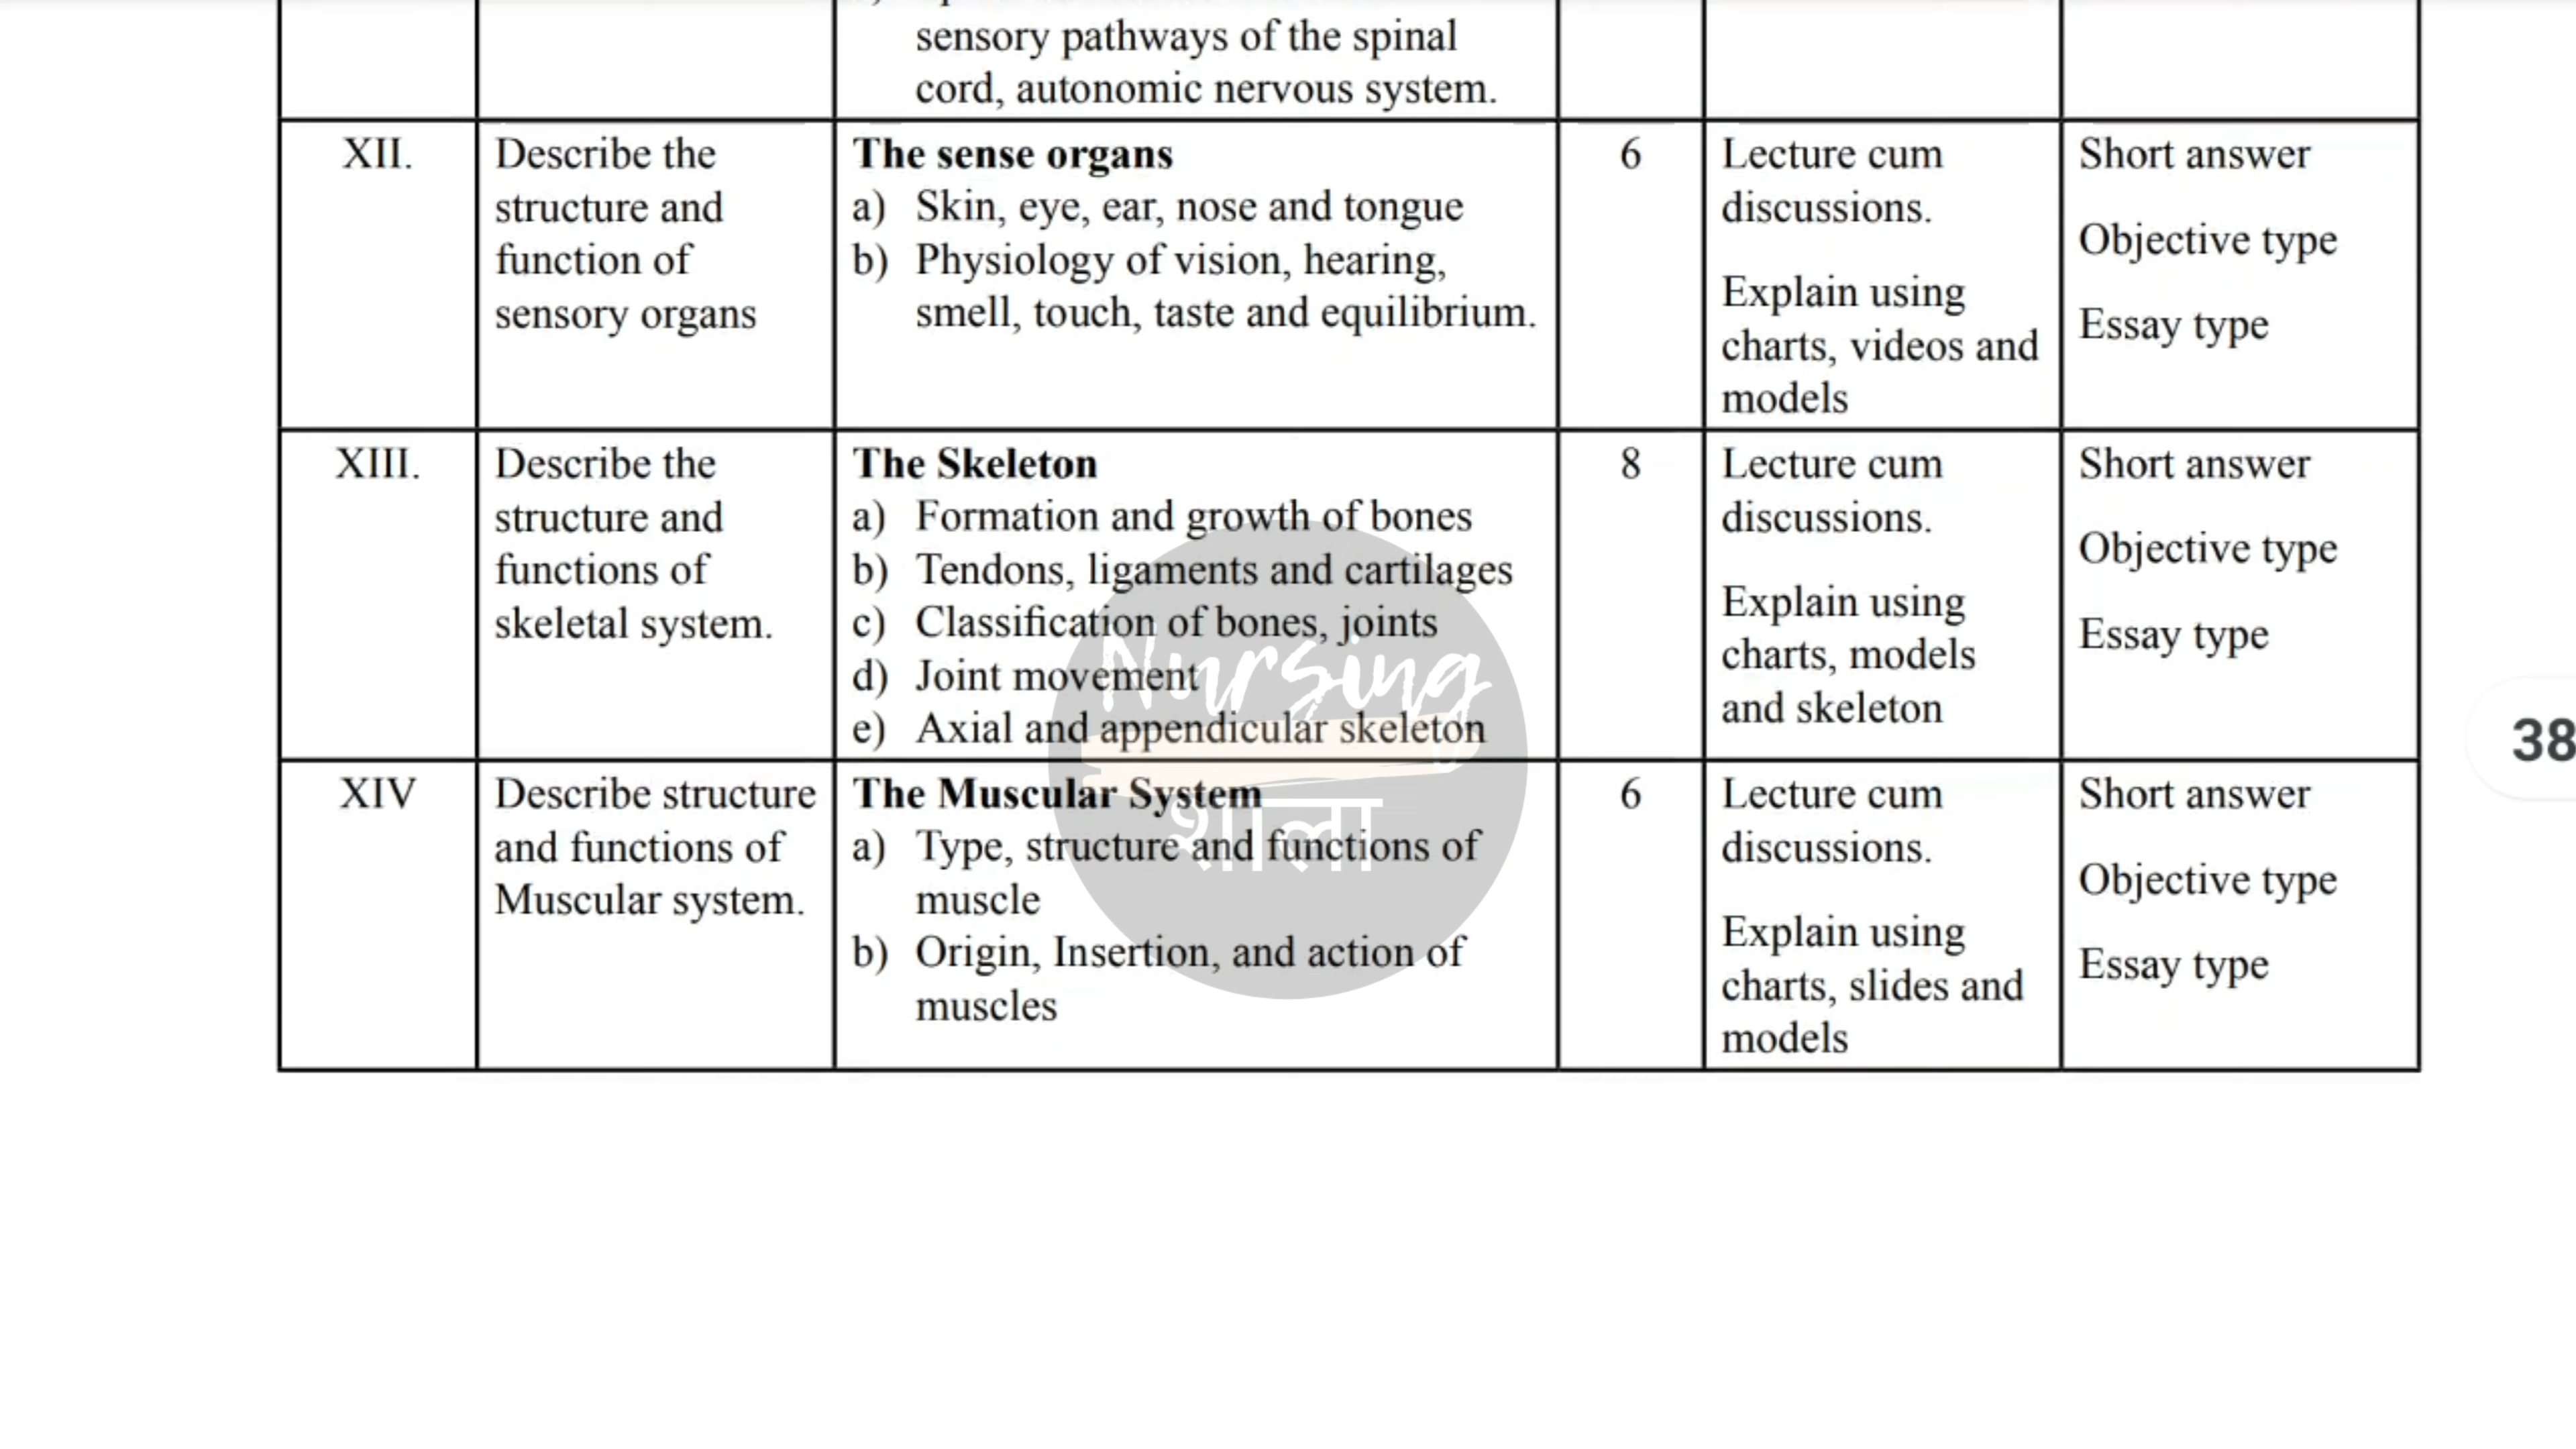 sensory pathways of the spinal
cord, autonomic nervous system.
XII.
Describe the
structure and
function of
sensory organs
The sense organs
a) Skin, eye, ear, nose and tongue
b) Physiology of vision, hearing,
smell, touch, taste and equilibrium.
6
Lecture cum
discussions.
Explain using
charts, videos and
models
Short answer
Objective type
Essay type
XIII.
Describe the
structure and
functions of
skeletal system.
The Skeleton
a) Formation and growth of bones
b) Tendons, ligaments and cartilages
c) Classification of bones, joints
d) Joint movement
e) Axial and appendicular skeleton
8
Lecture cum
discussions.
Explain using
charts, models
and skeleton
Short answer
Objective type
Essay type
XIV
Describe structure
and functions of
Muscular system.
The Muscular System
a) Type, structure and functions of
muscle
b) Origin, Insertion, and action of
muscles
6
Lecture cum
discussions.
Explain using
charts, slides and
models
Short answer
Objective type
Essay type
Nursing
शाला
38